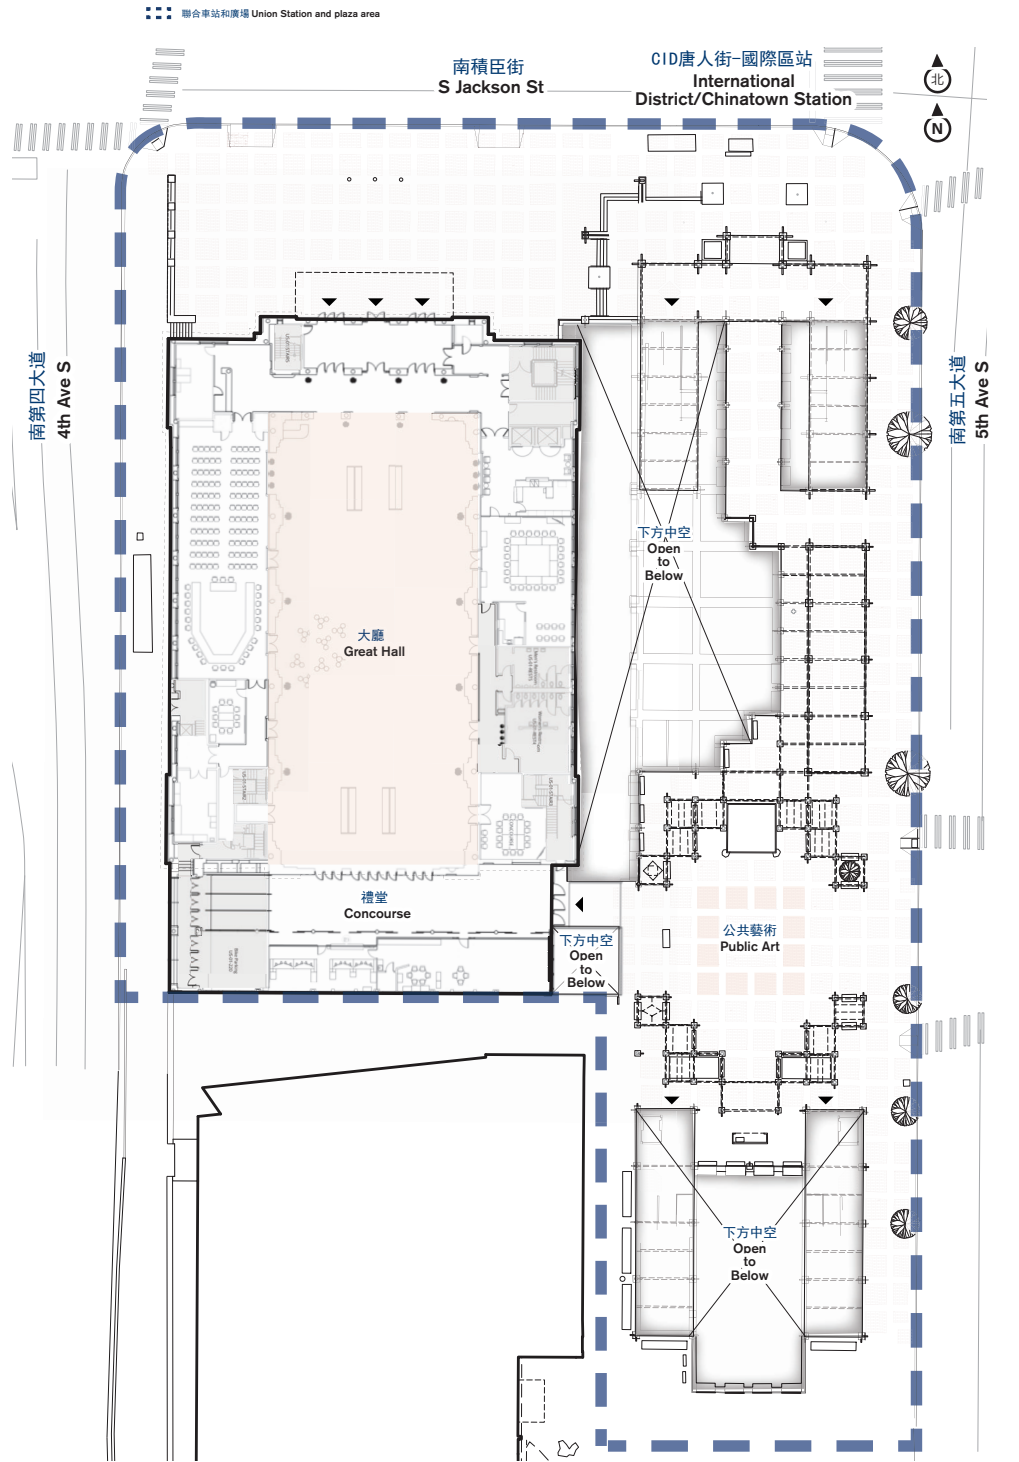 聯合車站和廣場 Union Station and plaza area
南積臣街
S Jackson St
CID唐人街-國際區站
International
District/Chinatown Station
北
N
南第四大道
4th Ave S
南第五大道
5th Ave S
下方中空
Open
to
Below
大廳
Great Hall
禮堂
Concourse
公共藝術
Public Art
下方中空
Open
to
Below
下方中空
Open
to
Below